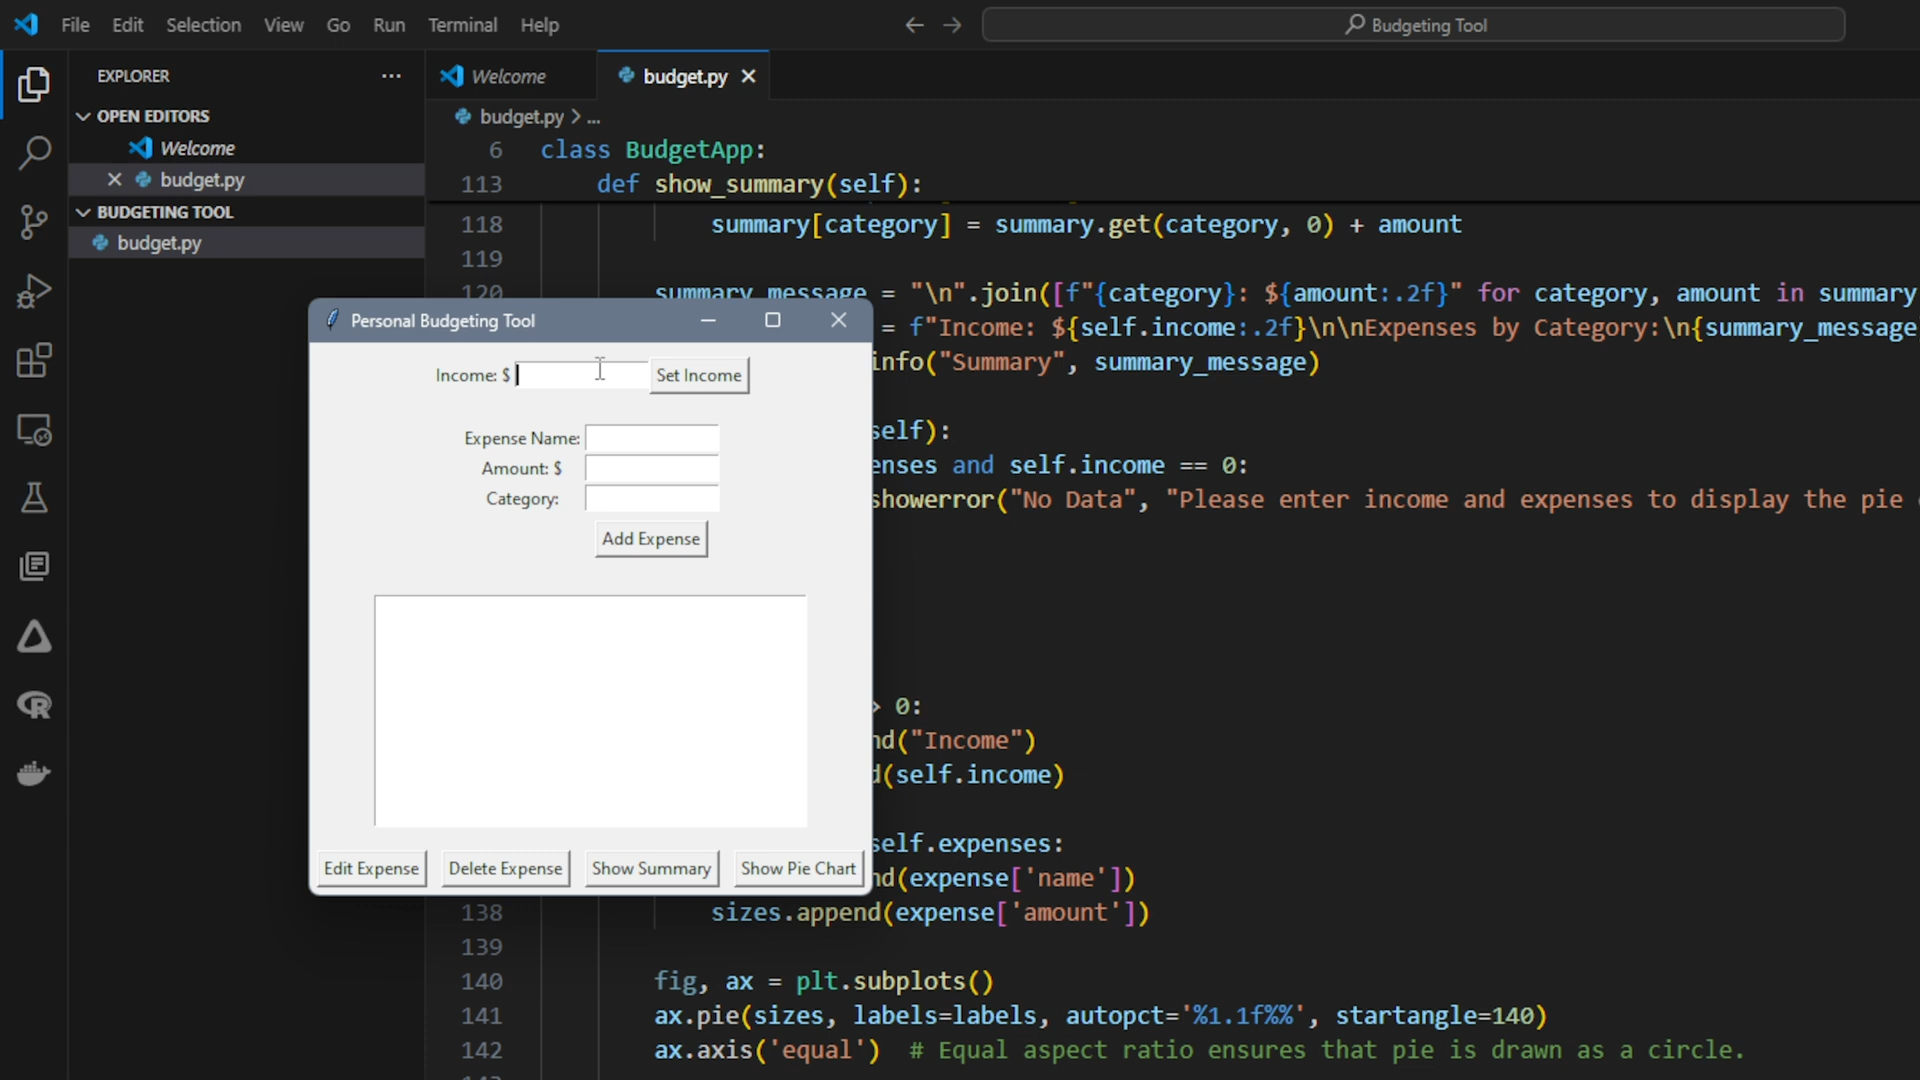 File Edit Selection View Go Run Terminal Help
Budgeting Tool
EXPLORER ...
OPEN EDITORS
Welcome
budget.py
BUDGETING TOOL
budget.py
Welcome budget.py
budget.py > ...
6 class BudgetApp:
113 def show_summary(self):
118 summary[category] = summary.get(category, 0) + amount
119
120 summary_message = "\n".join([f"{category}: ${amount:.2f}" for category, amount in summary
= f"Income: ${self.income:.2f}\n\nExpenses by Category:\n{summary_message
info("Summary", summary_message)
self):
enses and self.income == 0:
showerror("No Data", "Please enter income and expenses to display the pie
> 0:
nd("Income")
d(self.income)
self.expenses:
nd(expense['name'])
138 sizes.append(expense['amount'])
139
140 fig, ax = plt.subplots()
141 ax.pie(sizes, labels=labels, autopct='%1.1f%%', startangle=140)
142 ax.axis('equal') # Equal aspect ratio ensures that pie is drawn as a circle.
Personal Budgeting Tool
Income: $ Set Income
Expense Name:
Amount: $
Category:
Add Expense
Edit Expense Delete Expense Show Summary Show Pie Chart